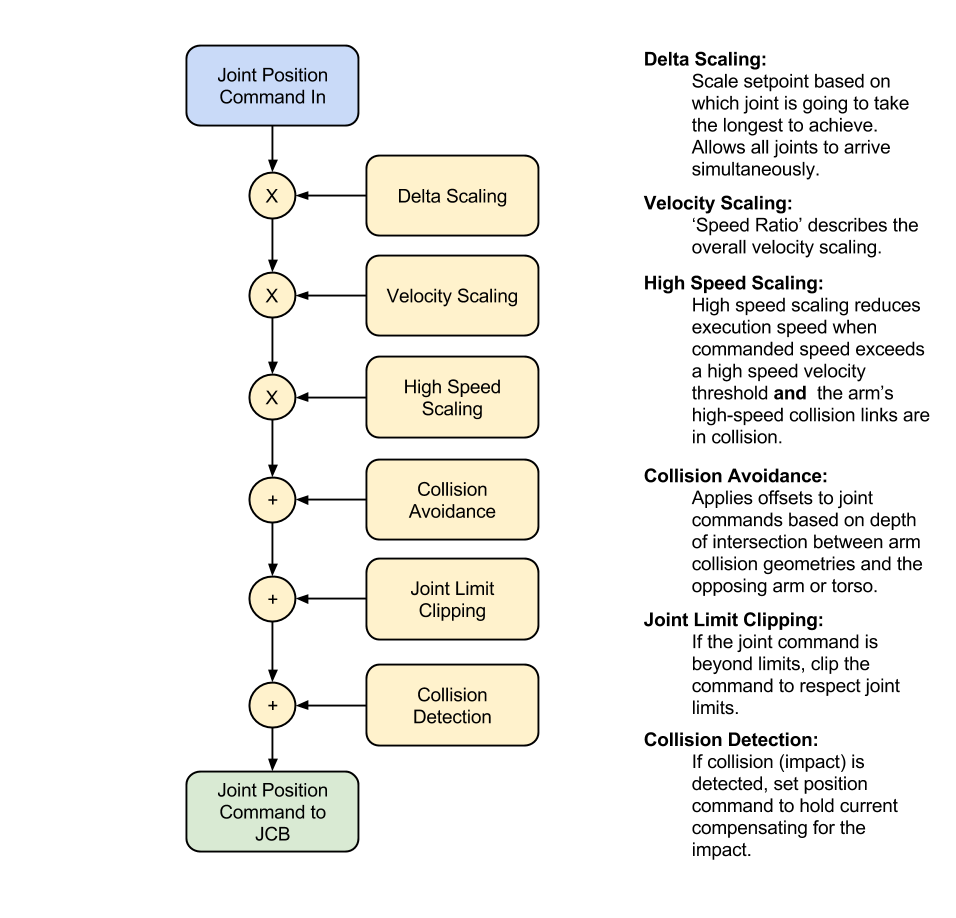 Joint Position
Command In
X
Delta Scaling
X
Velocity Scaling
X
High Speed
Scaling
+
Collision
Avoidance
+
Joint Limit
Clipping
+
Collision
Detection
Joint Position
Command to
JCB
Delta Scaling:
Scale setpoint based on
which joint is going to take
the longest to achieve.
Allows all joints to arrive
simultaneously.
Velocity Scaling:
‘Speed Ratio’ describes the
overall velocity scaling.
High Speed Scaling:
High speed scaling reduces
execution speed when
commanded speed exceeds
a high speed velocity
threshold and  the arm’s
high-speed collision links are
in collision.
Collision Avoidance:
Applies offsets to joint
commands based on depth
of intersection between arm
collision geometries and the
opposing arm or torso.
Joint Limit Clipping:
If the joint command is
beyond limits, clip the
command to respect joint
limits.
Collision Detection:
If collision (impact) is
detected, set position
command to hold current
compensating for the
impact.